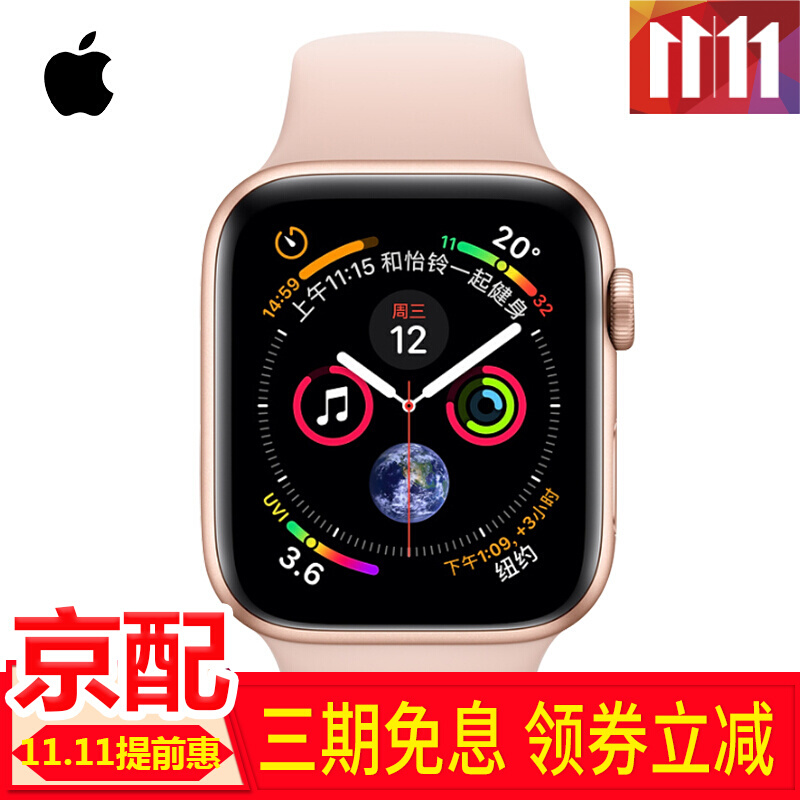 11 11
11
20°
14:59
上午11:15 和怡铃一起健身
32
周三
12
UVI
3.6
下午1:09, +3小时
纽约
京配
11.11提前惠
三期免息 领券立减